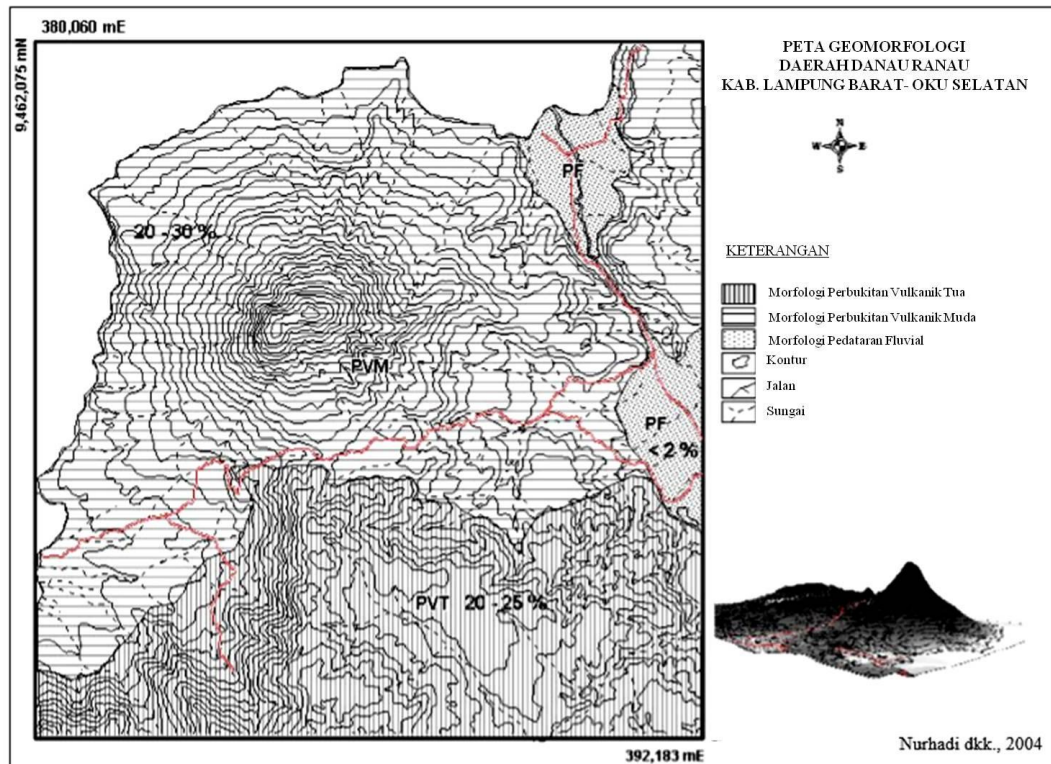 380,060 mE
9,462,075 mN
PF
20 - 30 %
PVM
PF
< 2 %
PVT 20 - 25 %
392,183 mE
PETA GEOMORFOLOGI
DAERAH DANAU RANAU
KAB. LAMPUNG BARAT- OKU SELATAN
N
W E
S
KETERANGAN
Morfologi Perbukitan Vulkanik Tua
Morfologi Perbukitan Vulkanik Muda
Morfologi Pedataran Fluvial
Kontur
Jalan
Sungai
Nurhadi dkk., 2004